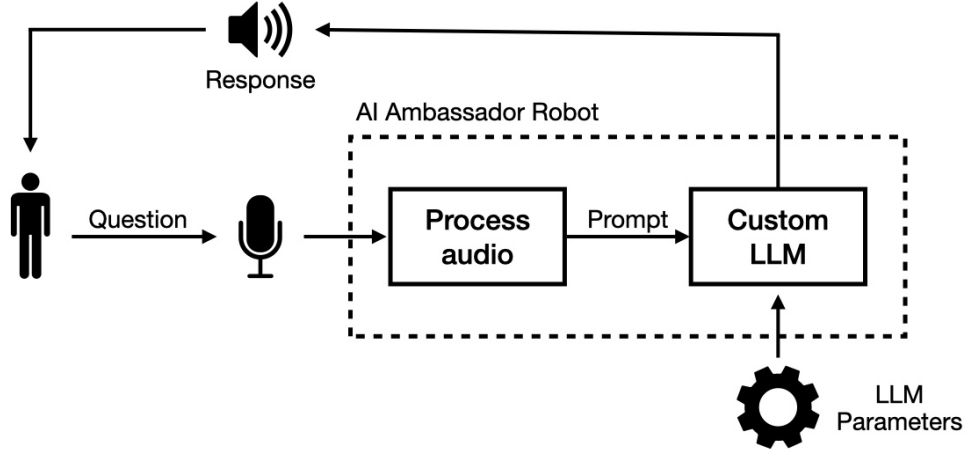 Response
AI Ambassador Robot
Question
Process
audio
Prompt
Custom
LLM
LLM
Parameters